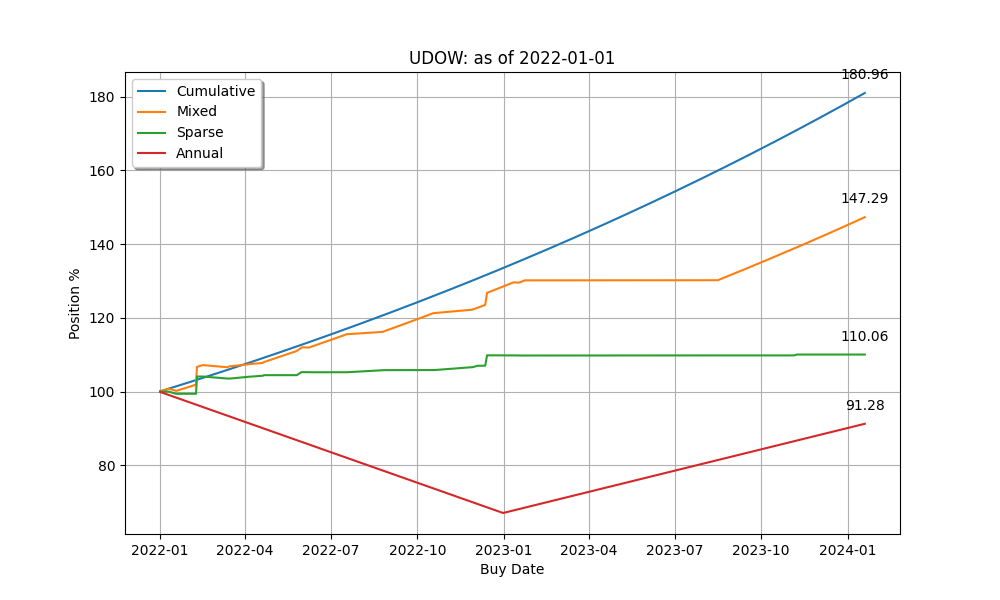 UDOW: as of 2022-01-01
Cumulative
Mixed
Sparse
Annual
180.96
147.29
110.06
91.28
Position %
180
160
140
120
100
80
2022-01 2022-04 2022-07 2022-10 2023-01 2023-04 2023-07 2023-10 2024-01
Buy Date